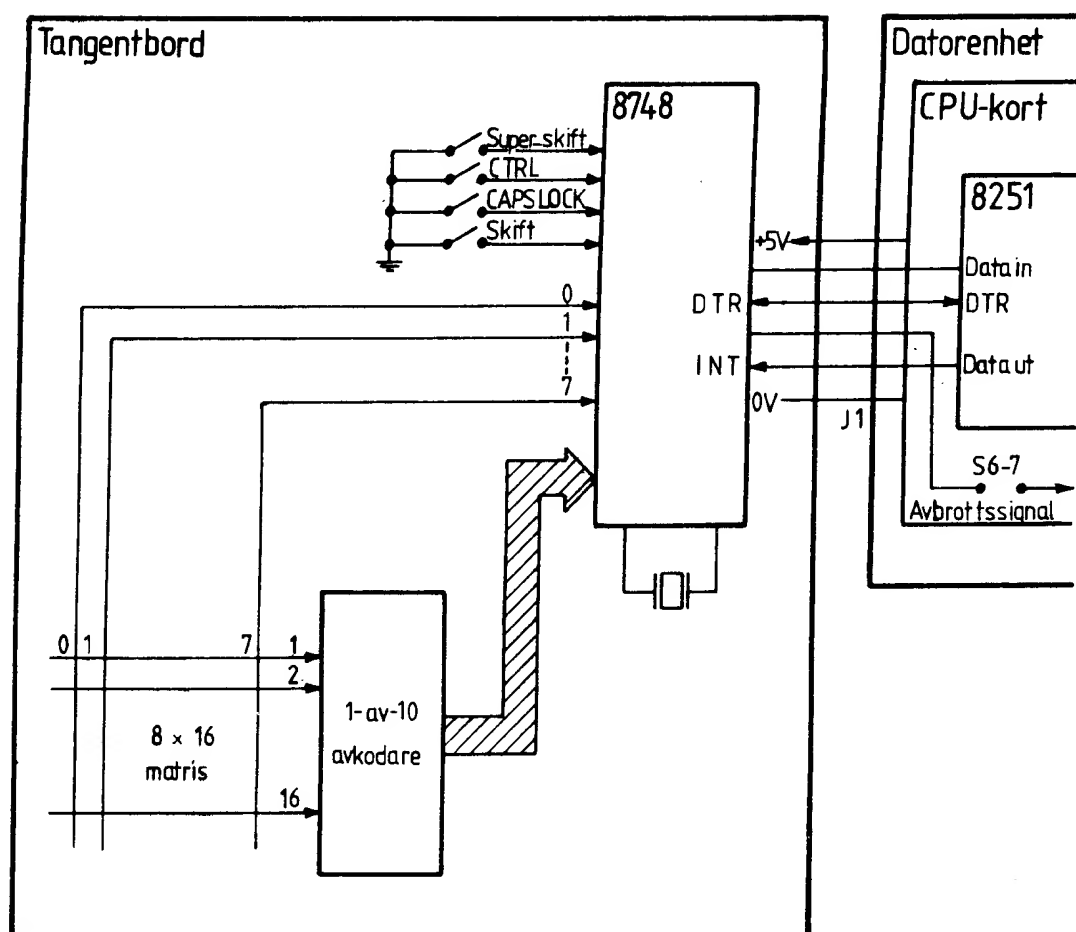 Tangentbord
Datorenhet
8748
CPU-kort
Super-skift
CTRL
CAPSLOCK
Skift
8251
+5V
Data in
0
DTR
DTR
1
INT
Data ut
7
0V
J1
S6-7
Avbrottssignal
0 1 7 1
2
1-av-10
avkodare
8 × 16
matris
16